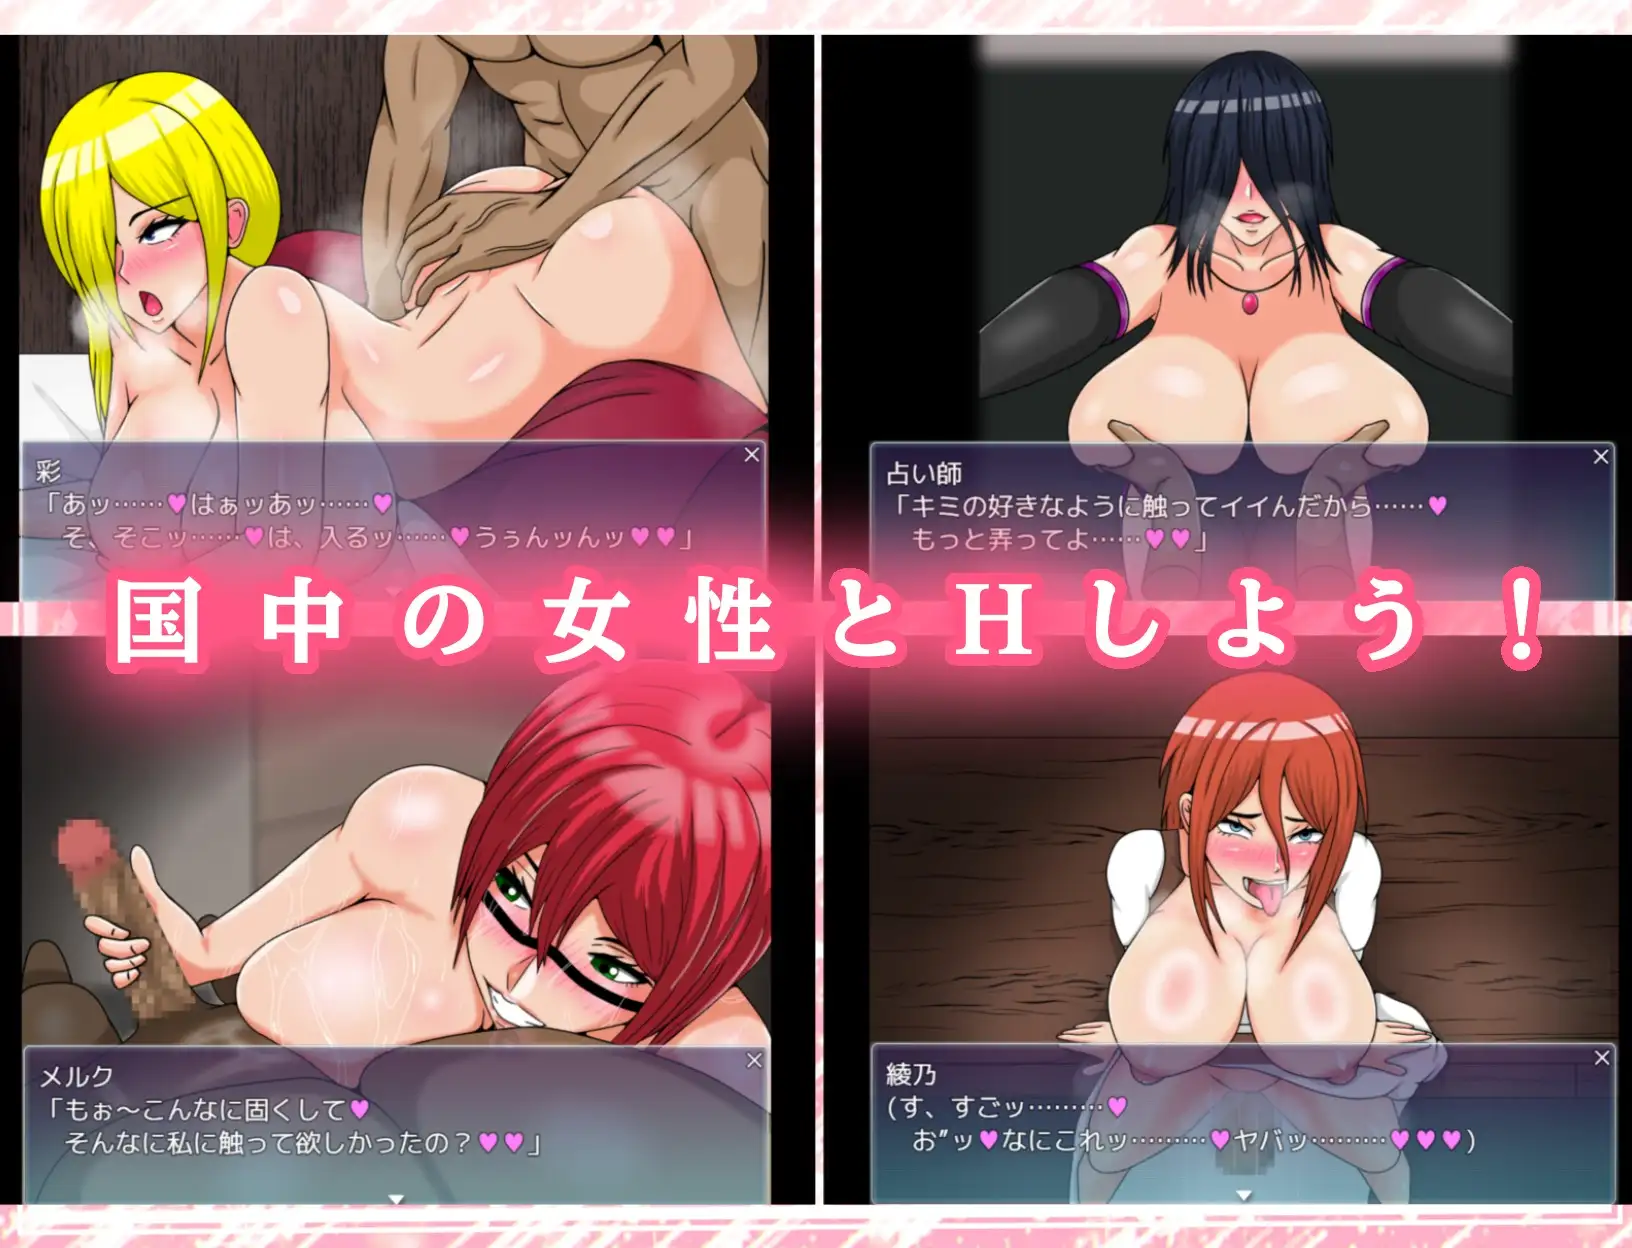 彩
「あッ……♥はぁッあッ……♥
そ、そこッ……♥は、入るッ……♥うぅんッんッ♥♥」
占い師
「キミの好きなように触ってイイんだから……♥
もっと弄ってよ……♥♥」
国中の女性とHしよう！
メルク
「もぉ～こんなに固くして♥
そんなに私に触って欲しかったの？♥♥」
綾乃
(す、すごッ………♥
お”ッ♥なにこれッ………♥ヤバッ………♥♥♥)